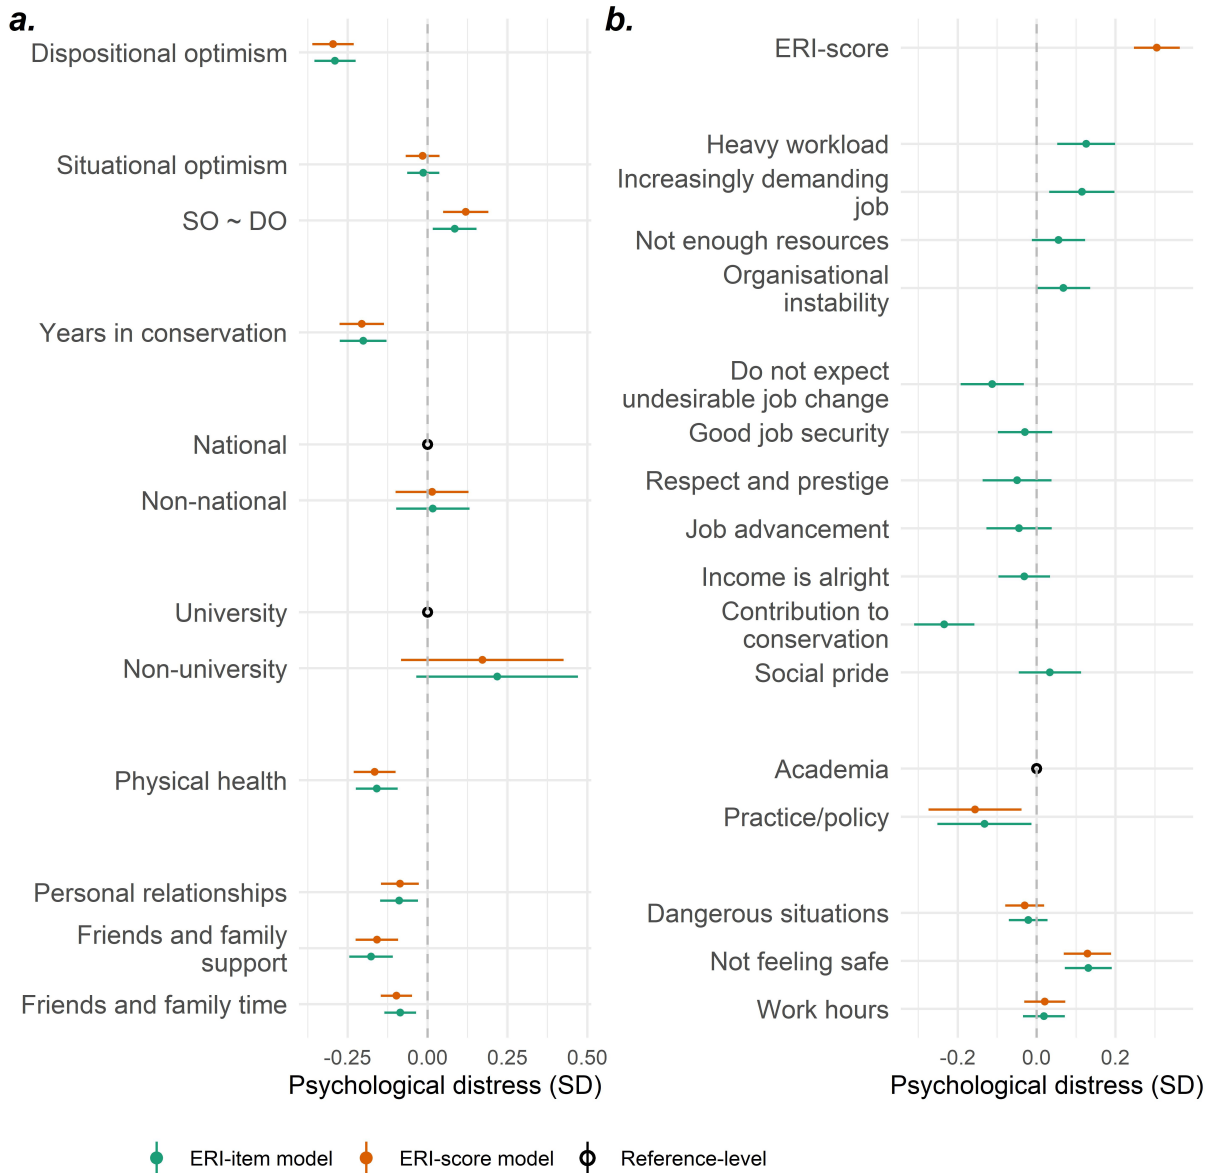 a.
Dispositional optimism
Situational optimism
SO ~ DO
Years in conservation
National
Non-national
University
Non-university
Physical health
Personal relationships
Friends and family
support
Friends and family time
-0.25 0.00 0.25 0.50
Psychological distress (SD)
b.
ERI-score
Heavy workload
Increasingly demanding
job
Not enough resources
Organisational
instability
Do not expect
undesirable job change
Good job security
Respect and prestige
Job advancement
Income is alright
Contribution to
conservation
Social pride
Academia
Practice/policy
Dangerous situations
Not feeling safe
Work hours
-0.2 0.0 0.2
Psychological distress (SD)
ERI-item model ERI-score model Reference-level